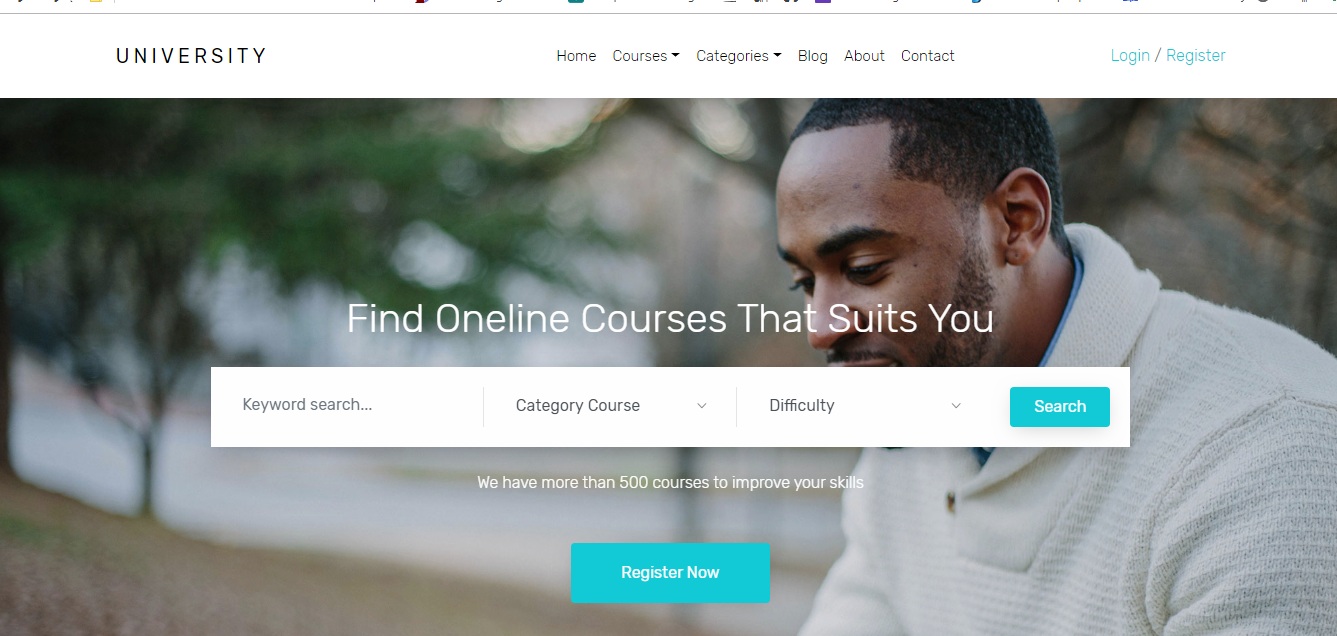 UNIVERSITY
Home Courses Categories Blog About Contact
Login / Register
Find Oneline Courses That Suits You
Keyword search... Category Course Difficulty Search
We have more than 500 courses to improve your skills
Register Now